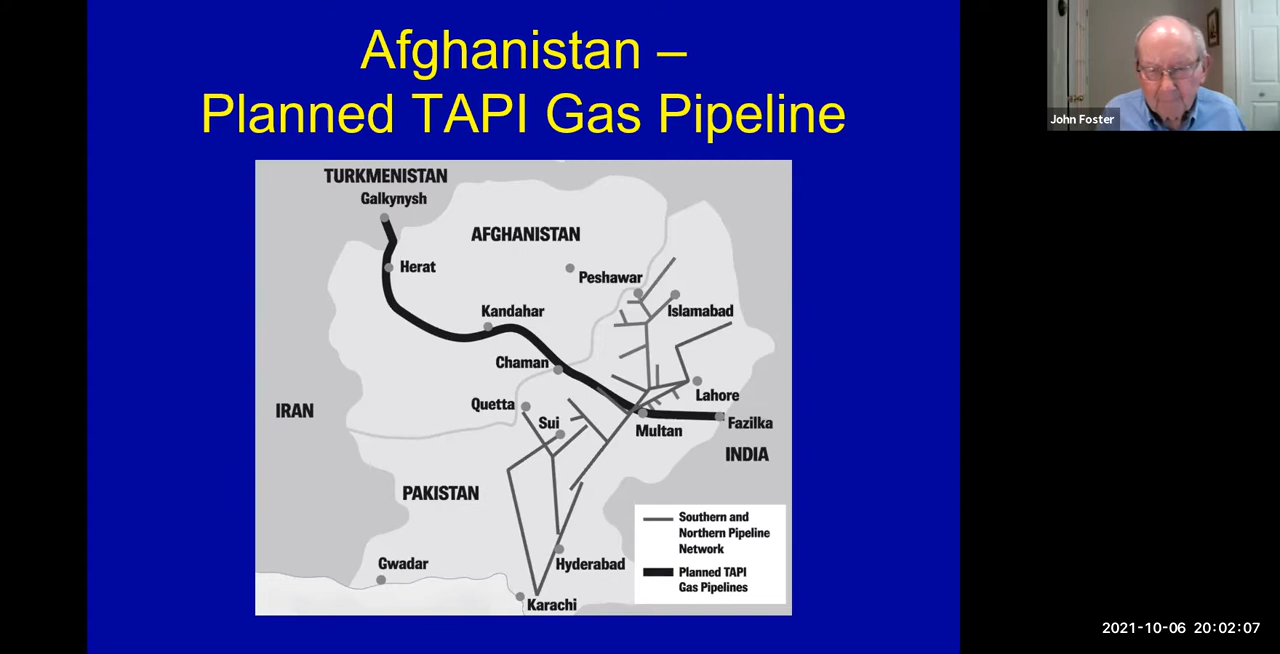 Afghanistan –
Planned TAPI Gas Pipeline
John Foster
TURKMENISTAN
Galkynysh
AFGHANISTAN
Herat
Peshawar
Kandahar
Islamabad
Chaman
Lahore
Quetta
IRAN
Sui
Fazilka
Multan
INDIA
PAKISTAN
Southern and
Northern Pipeline
Network
Gwadar
Hyderabad
Planned TAPI
Gas Pipelines
Karachi
2021-10-06 20:02:07